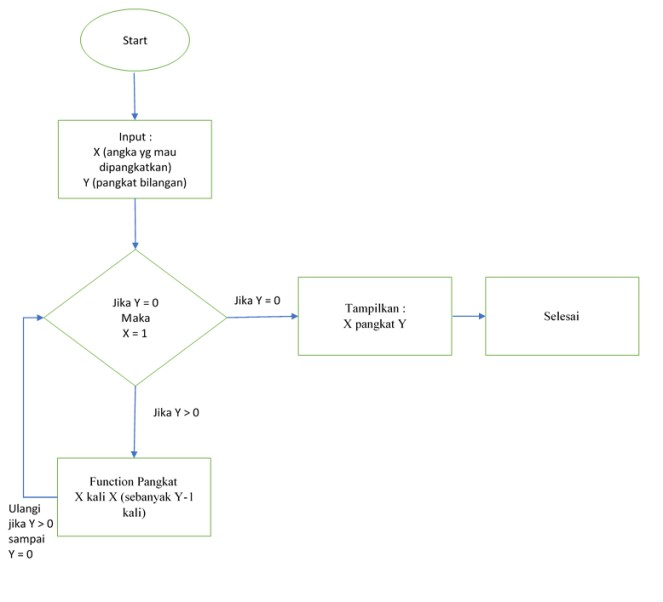 Start
Input :
X (angka yg mau
dipangkatkan)
Y (pangkat bilangan)
Jika Y = 0
Maka
X = 1
Jika Y = 0
Tampilkan :
X pangkat Y
Selesai
Jika Y > 0
Function Pangkat
X kali X (sebanyak Y-1
kali)
Ulangi
jika Y > 0
sampai
Y = 0